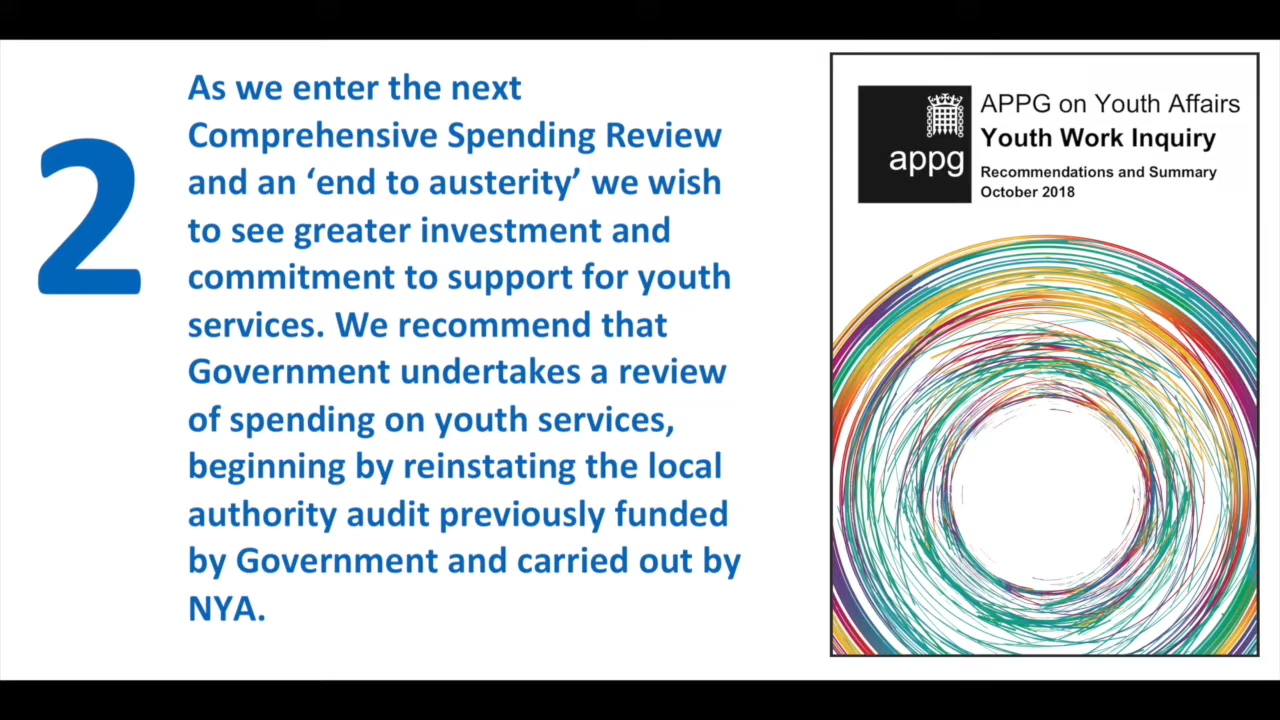 2
As we enter the next
Comprehensive Spending Review
and an ‘end to austerity’ we wish
to see greater investment and
commitment to support for youth
services. We recommend that
Government undertakes a review
of spending on youth services,
beginning by reinstating the local
authority audit previously funded
by Government and carried out by
NYA.
appg
APPG on Youth Affairs
Youth Work Inquiry
Recommendations and Summary
October 2018